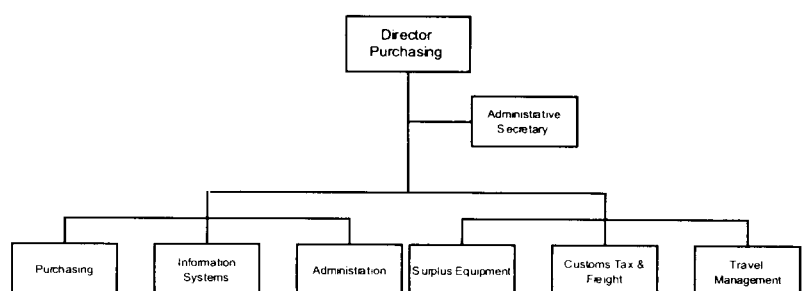 Director
Purchasing
Administrative
Secretary
Purchasing
Information
Systems
Administration
Surplus Equipment
Customs Tax &
Freight
Travel
Management